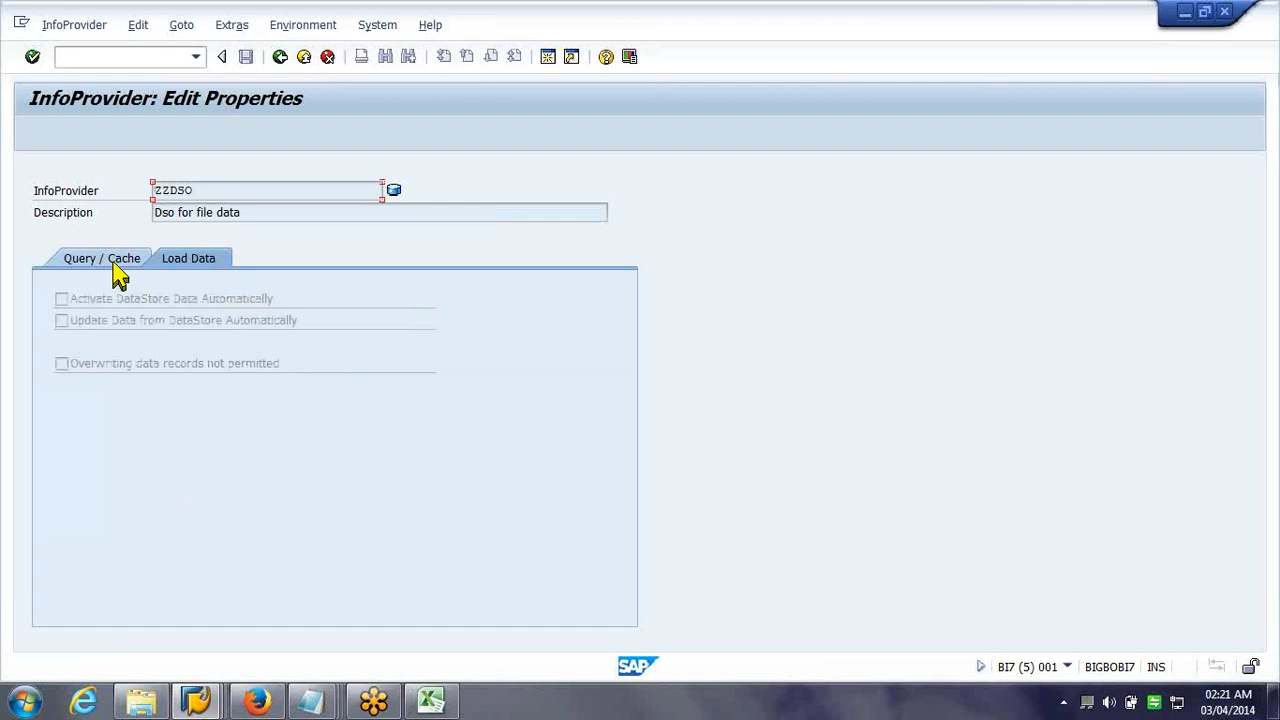 InfoProvider Edit Goto Extras Environment System Help
InfoProvider: Edit Properties
InfoProvider ZZDSO
Description Dso for file data
Query / Cache Load Data
Activate DataStore Data Automatically
Update Data from DataStore Automatically
Overwriting data records not permitted
SAP BI7 (5) 001 BIGBOBI7 INS
02:21 AM
03/04/2014